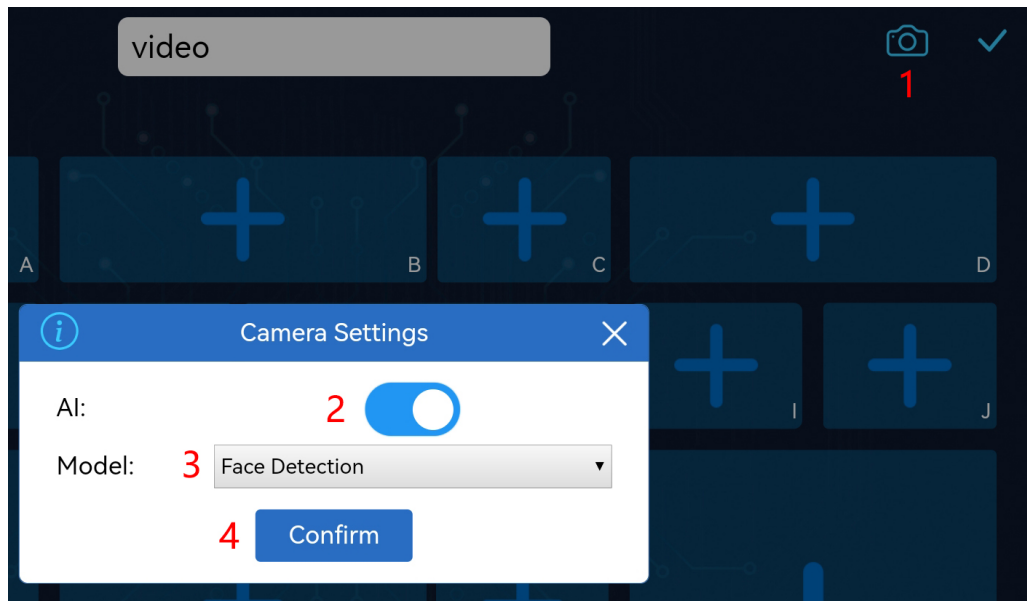 video
1
A
B
C
D
i
Camera Settings
AI:
2
Model:
3
Face Detection
4
Confirm
I
J